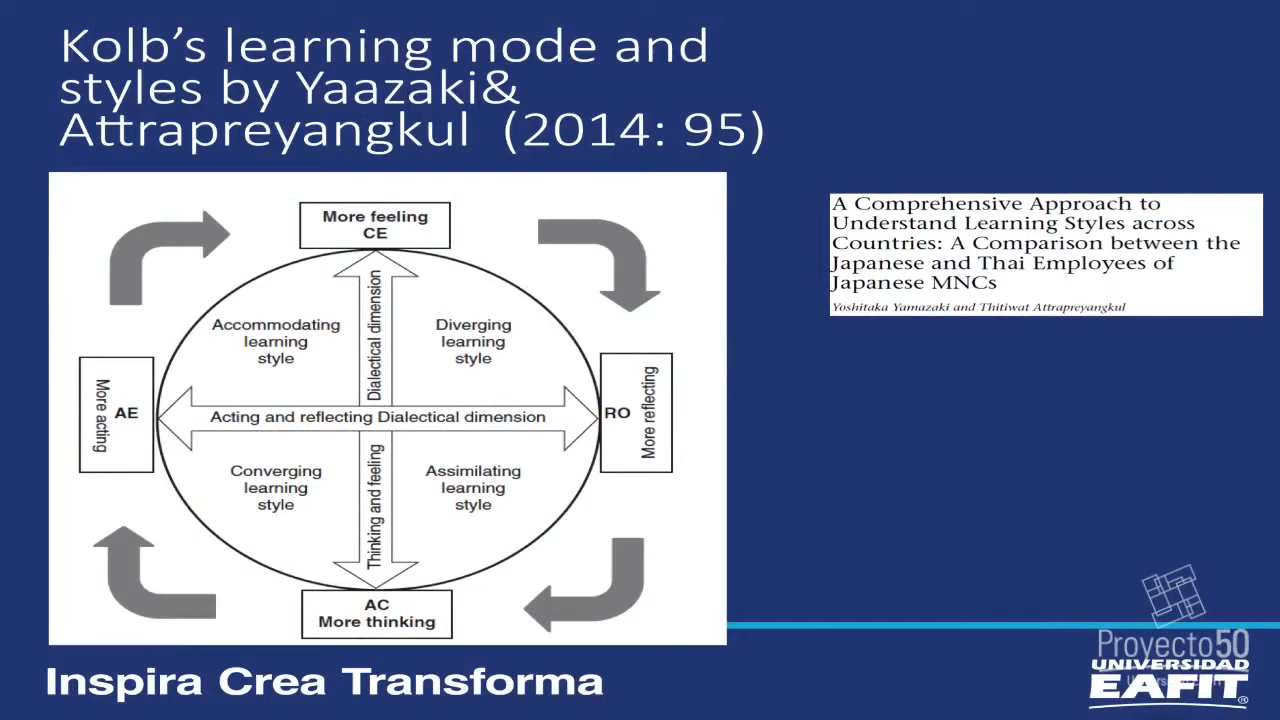 Kolb’s learning mode and
styles by Yaazaki&
Attrapreyangkul (2014: 95)
More feeling
CE
Accommodating
learning
style
Diverging
learning
style
Dialectical dimension
More acting
AE
Acting and reflecting Dialectical dimension
RO
More reflecting
Converging
learning
style
Assimilating
learning
style
Thinking and feeling
AC
More thinking
A Comprehensive Approach to
Understand Learning Styles across
Countries: A Comparison between the
Japanese and Thai Employees of
Japanese MNCs
Yoshitaka Yamazaki and Thitiwat Attrapreyangkul
Inspira Crea Transforma
Proyecto50
UNIVERSIDAD
EAFIT®